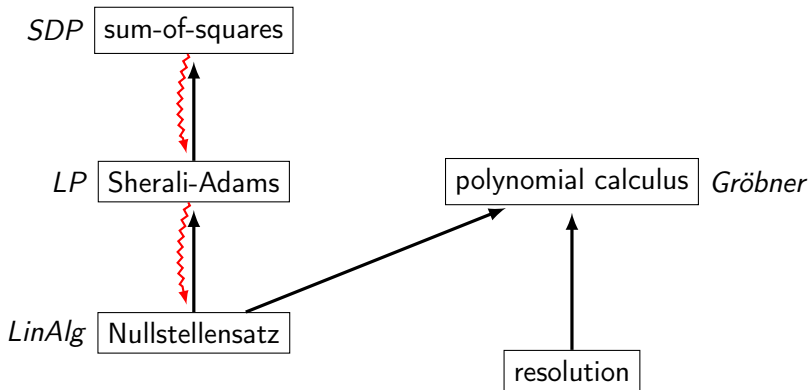 SDP sum-of-squares
LP Sherali-Adams
polynomial calculus Gröbner
LinAlg Nullstellensatz
resolution